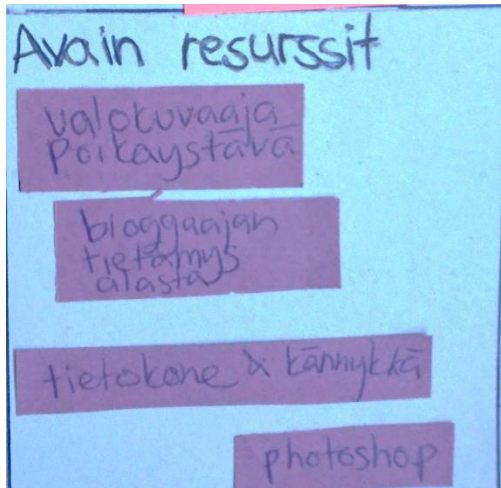 Avain resurssit
valokuvaaja
poikaystävä
bloggaajan
tietämys
alasta
tietokone & kännykkä
photoshop